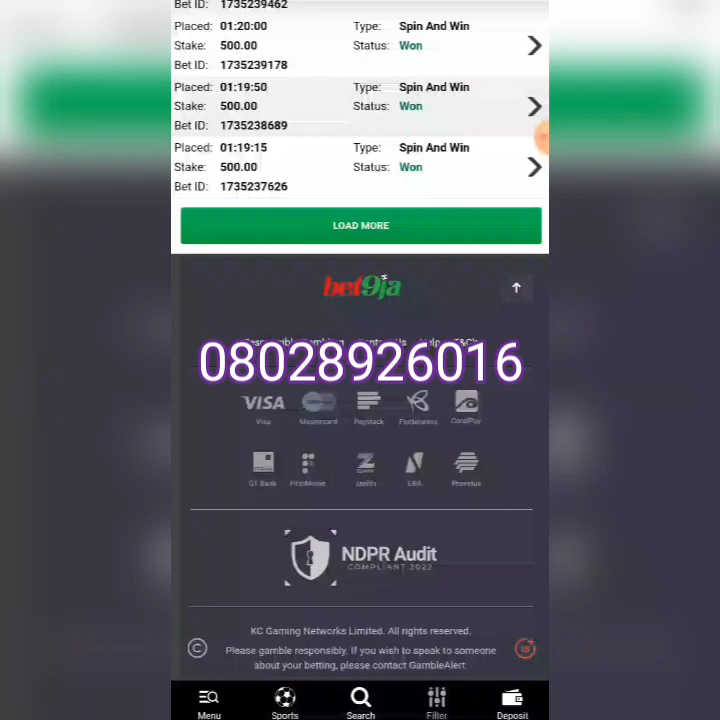 Bet ID: 1735239462
Placed: 01:20:00 Type: Spin And Win
Stake: 500.00 Status: Won
Bet ID: 1735239178
Placed: 01:19:50 Type: Spin And Win
Stake: 500.00 Status: Won
Bet ID: 1735238689
Placed: 01:19:15 Type: Spin And Win
Stake: 500.00 Status: Won
Bet ID: 1735237626
LOAD MORE
bet9ja
08028926016
VISA
Visa Mastercard Paystack Flutterwave CoralPay
GT Bank FirstMonie Zenith UBA Providus
NDPR Audit
COMPLIANT 2022
KC Gaming Networks Limited. All rights reserved.
© Please gamble responsibly. If you wish to speak to someone 18+
about your betting, please contact GambleAlert
Menu Sports Search Filter Deposit